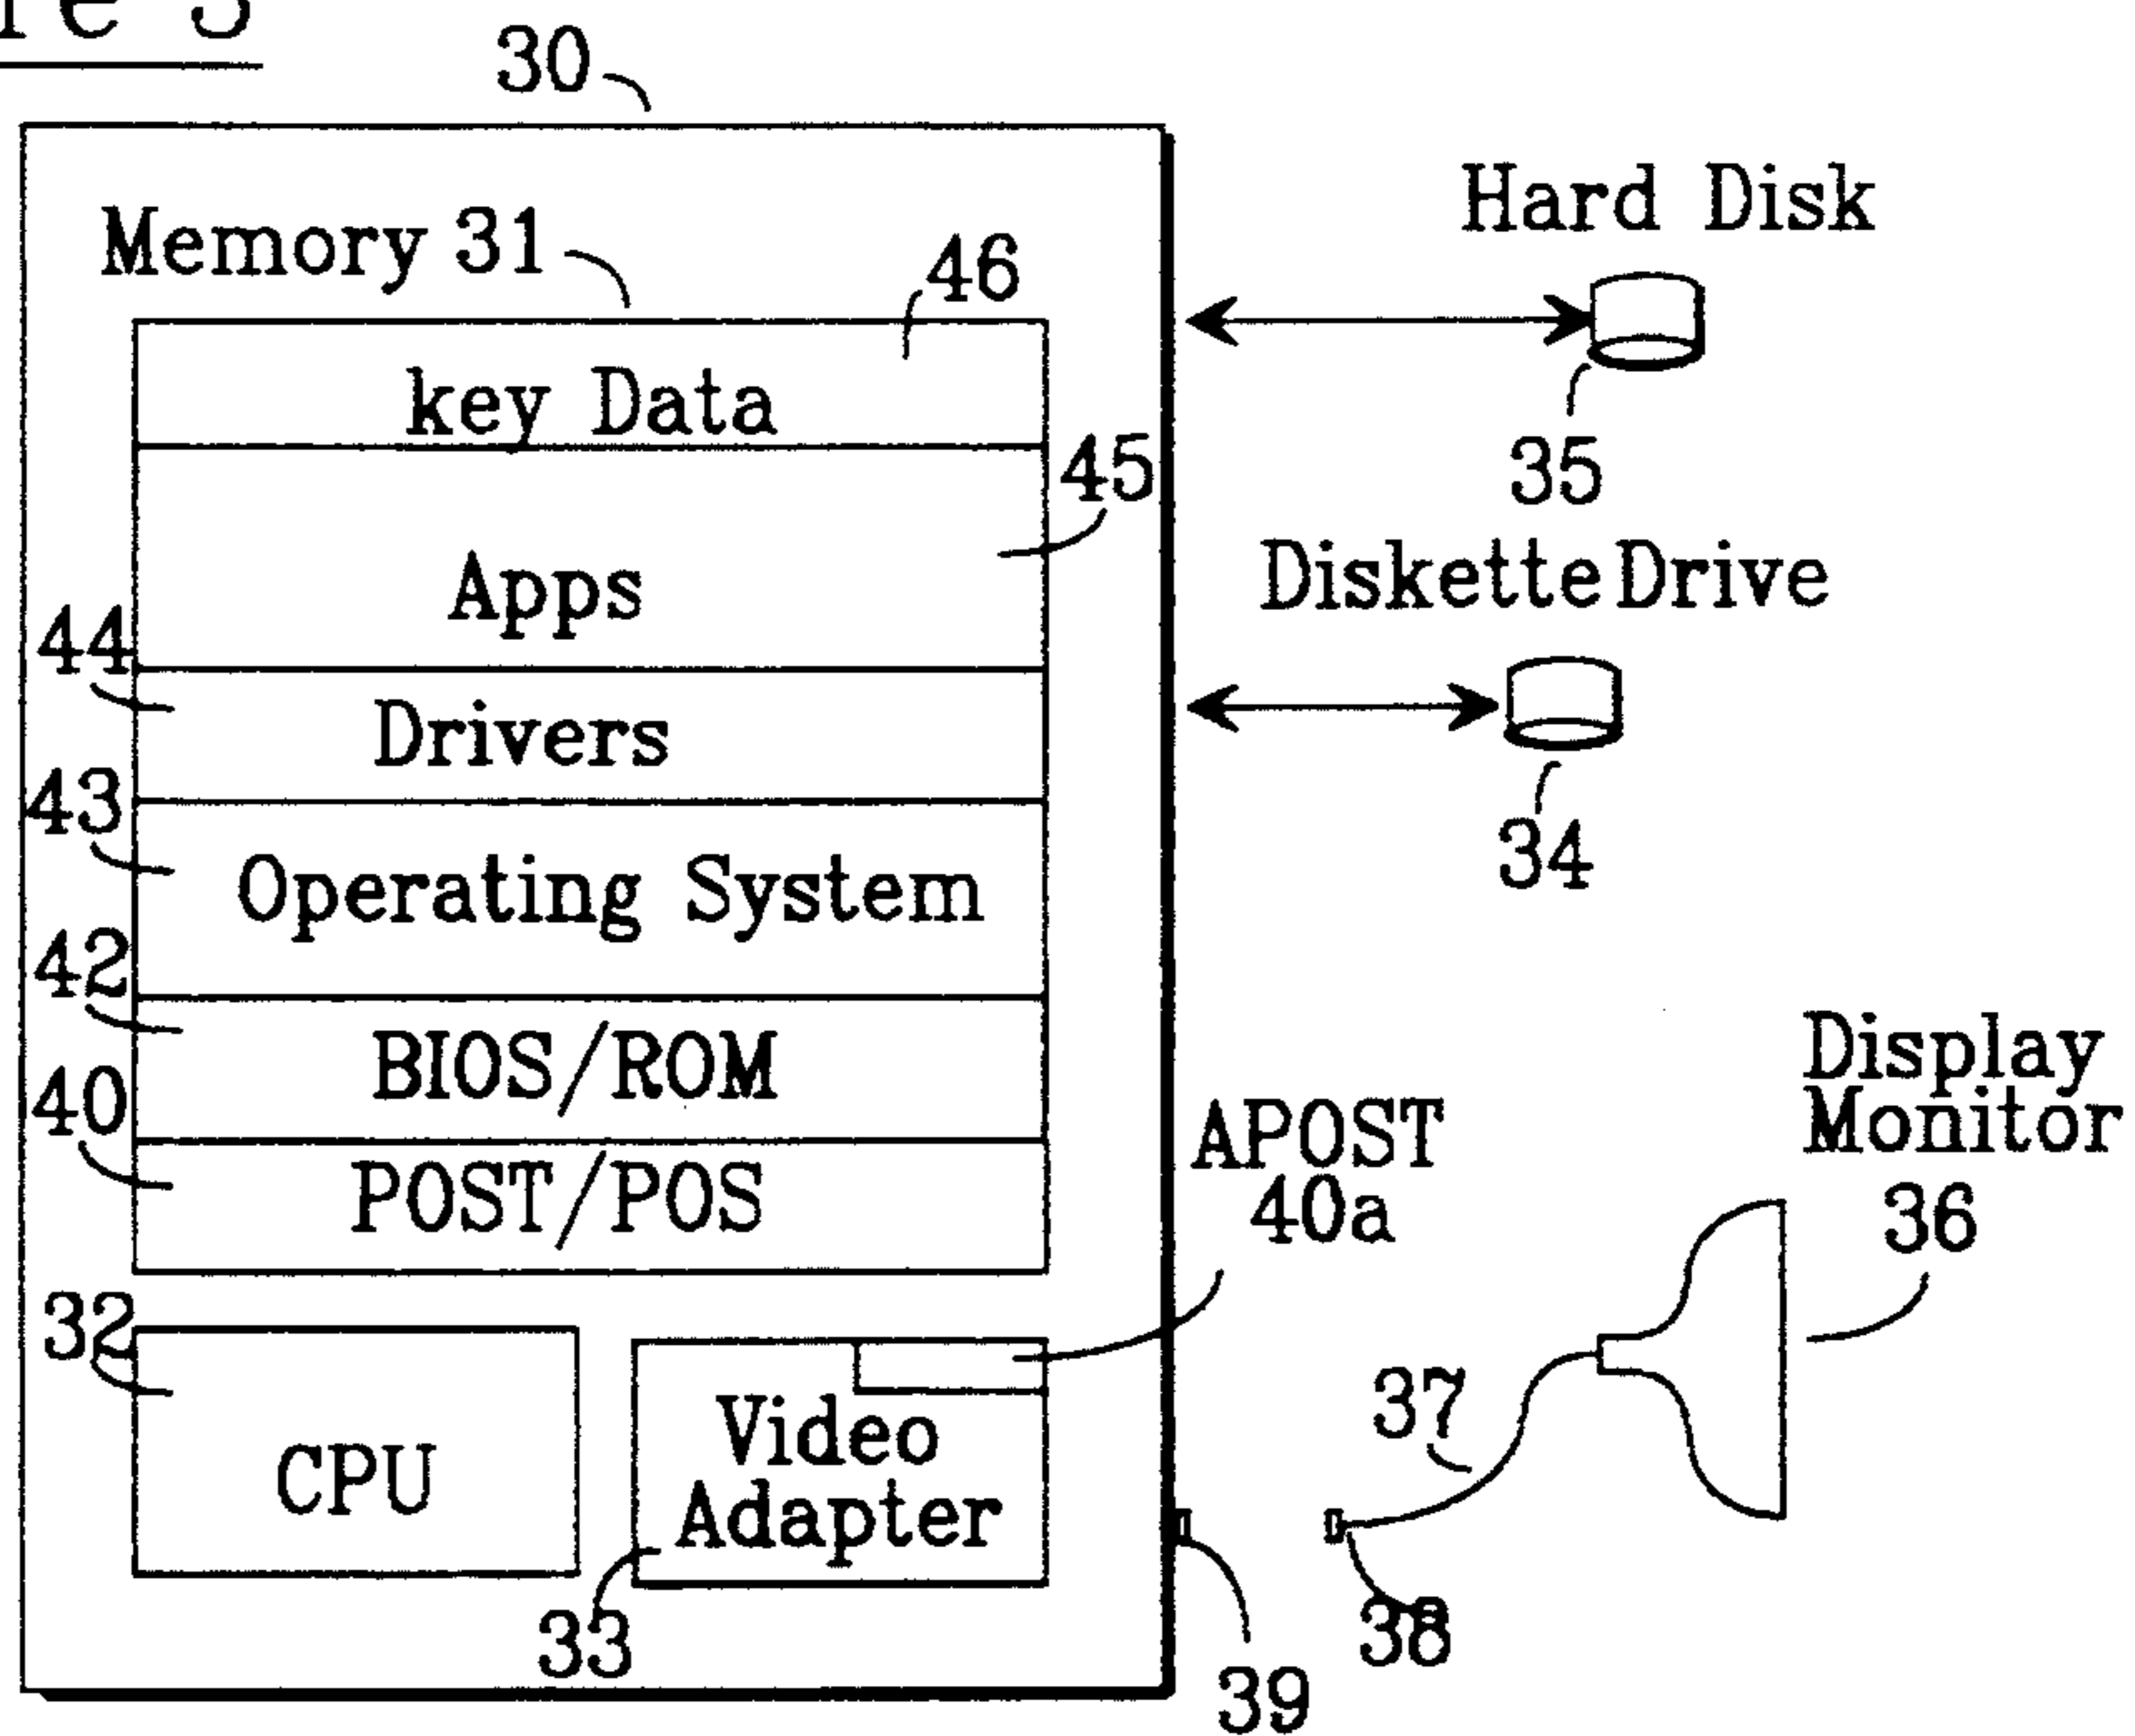 30
Memory 31
46
key Data
45
Apps
44
Drivers
43
Operating System
42
BIOS/ROM
40
POST/POS
32
CPU
Video
Adapter
33
Hard Disk
35
Diskette Drive
34
APOST
40a
Display
Monitor
36
37
38
39